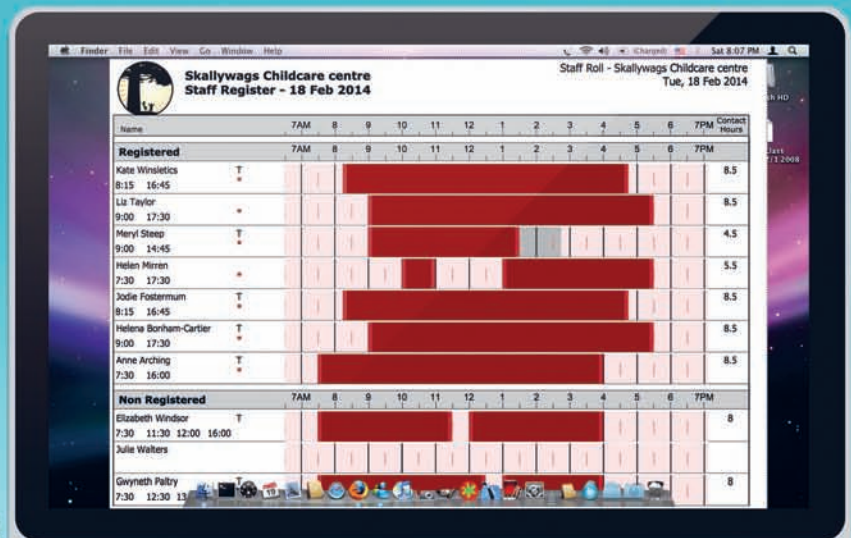 Finder File Edit View Go Window Help (Charged) Sat 8:07 PM
Skallywags Childcare centre
Staff Register - 18 Feb 2014
Staff Roll - Skallywags Childcare centre
Tue, 18 Feb 2014
Name 7AM 8 9 10 11 12 1 2 3 4 5 6 7PM Contact Hours
Registered 7AM 8 9 10 11 12 1 2 3 4 5 6 7PM
Kate Winsletics T 8.5
8:15 16:45
Liz Taylor 8.5
9:00 17:30
Meryl Steep T 4.5
9:00 14:45
Helen Mirren 5.5
7:30 17:30
Jodie Fostermum T 8.5
8:15 16:45
Helena Bonham-Cartier T 8.5
9:00 17:30
Anne Arching T 8.5
7:30 16:00
Non Registered 7AM 8 9 10 11 12 1 2 3 4 5 6 7PM
Elizabeth Windsor T 8
7:30 11:30 12:00 16:00
Julie Walters
Gwyneth Paltry T 8
7:30 12:30 13
HD
2008